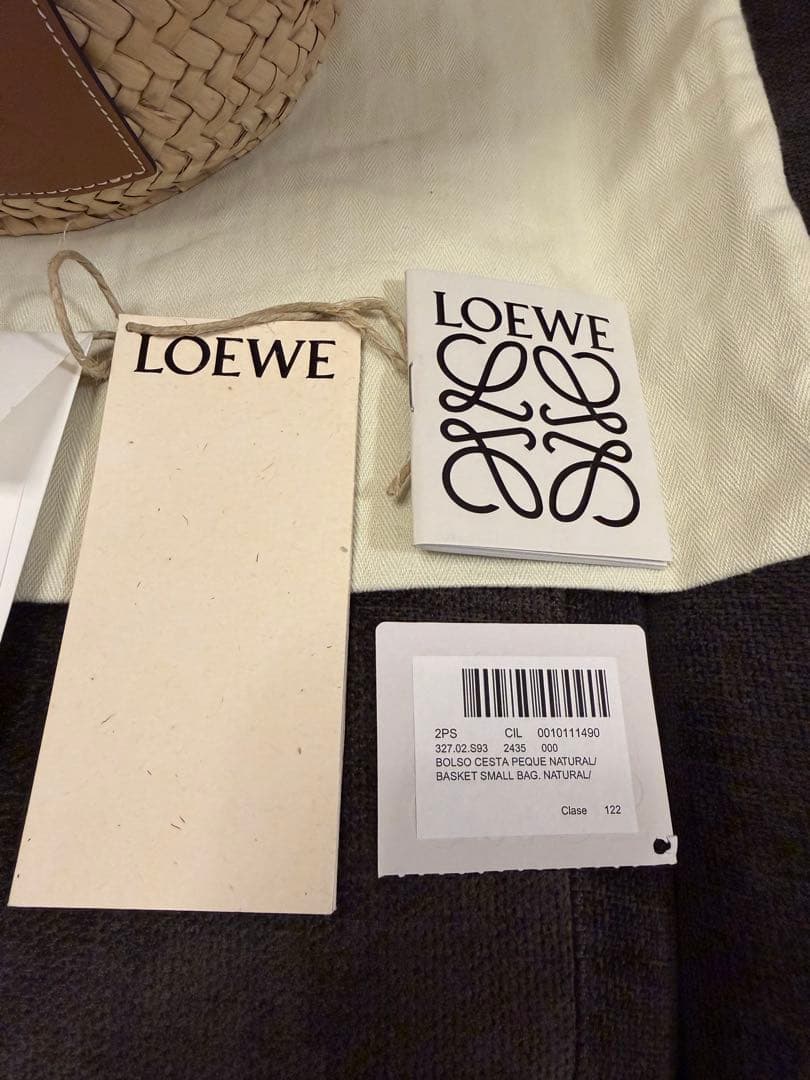 LOEWE
LOEWE
2PS CIL 0010111490
327.02.S93 2435 000
BOLSO CESTA PEQUE NATURAL/
BASKET SMALL BAG. NATURAL/
Clase 122